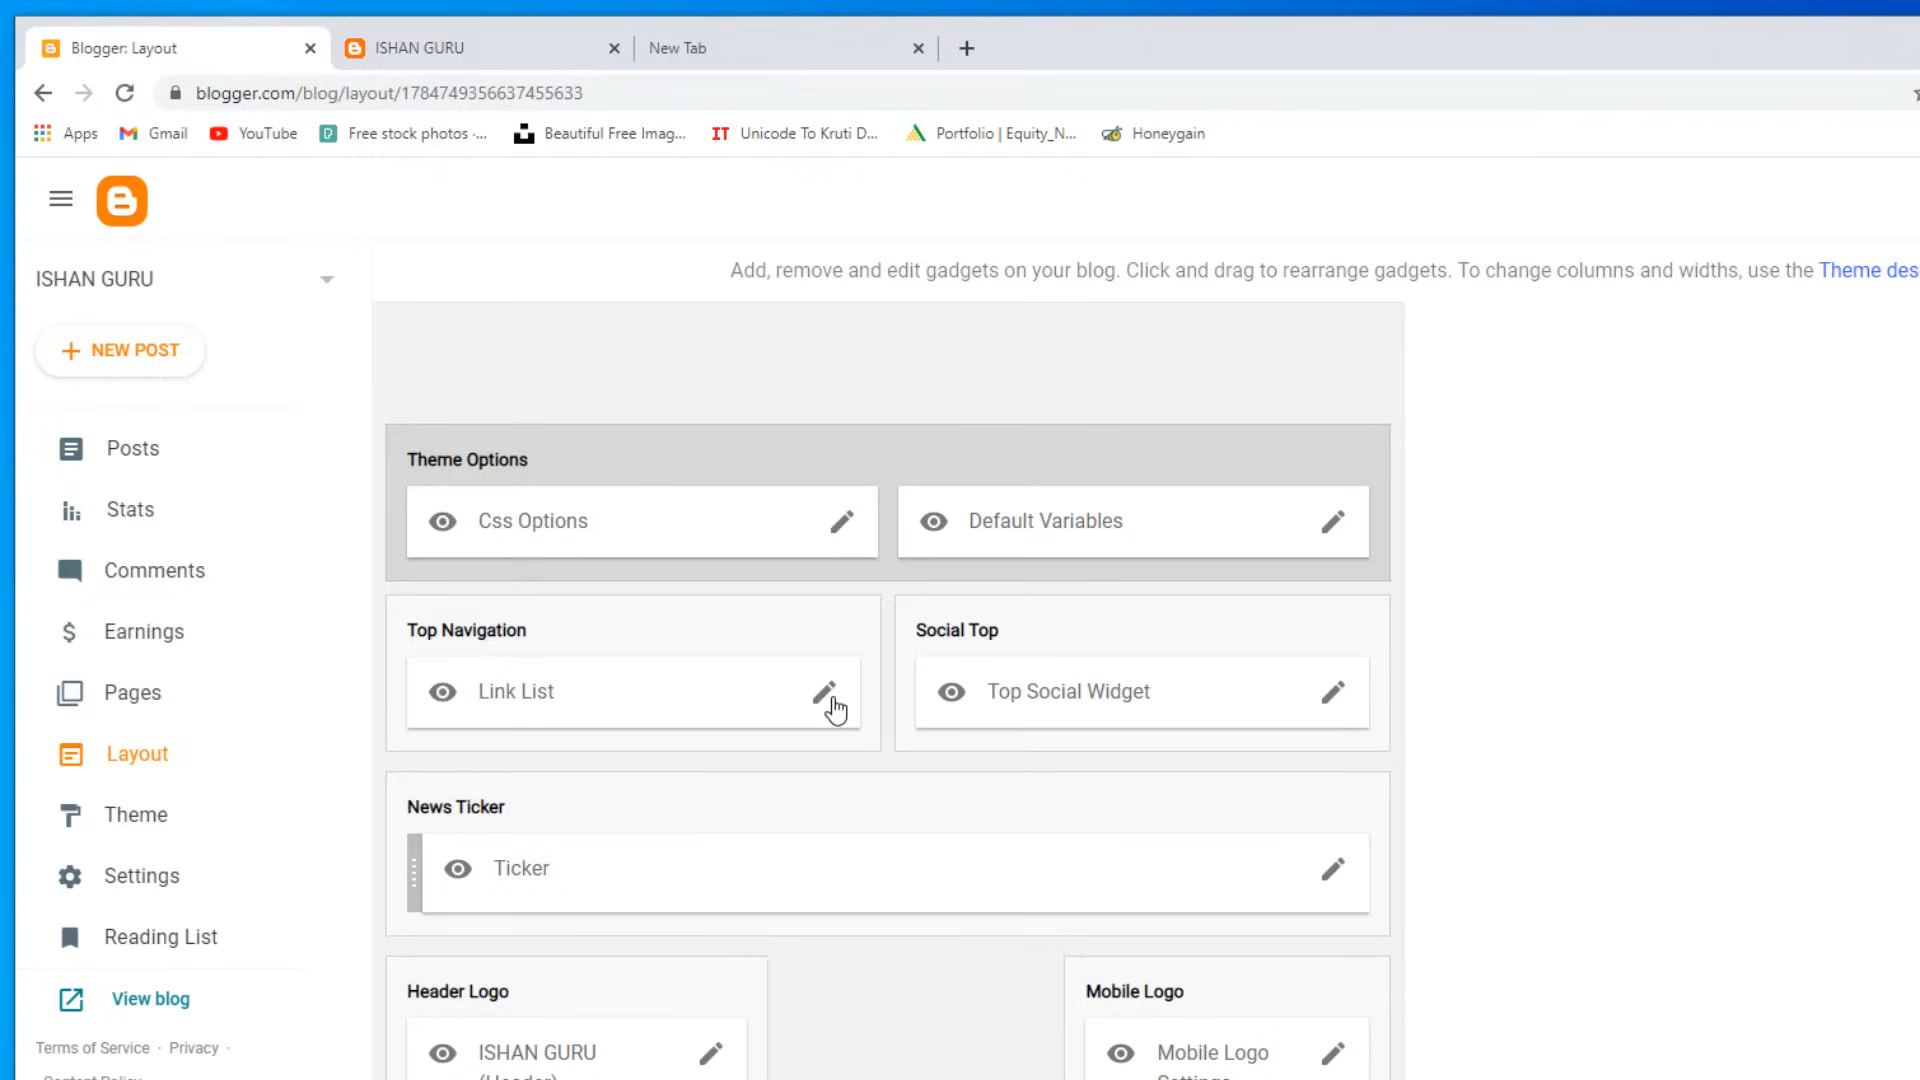 Blogger: Layout
ISHAN GURU
New Tab
blogger.com/blog/layout/1784749356637455633
Apps
Gmail
YouTube
Free stock photos ·...
Beautiful Free Imag...
IT
Unicode To Kruti D...
Portfolio | Equity_N...
Honeygain
ISHAN GURU
Add, remove and edit gadgets on your blog. Click and drag to rearrange gadgets. To change columns and widths, use the Theme des
NEW POST
Posts
Stats
Comments
Earnings
Pages
Layout
Theme
Settings
Reading List
View blog
Terms of Service · Privacy ·
Content Policy
Theme Options
Css Options
Default Variables
Top Navigation
Link List
Social Top
Top Social Widget
News Ticker
Ticker
Header Logo
ISHAN GURU
(Header)
Mobile Logo
Mobile Logo
Settings